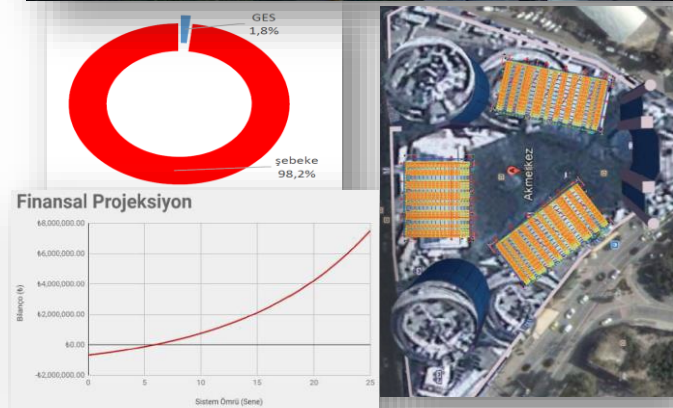 GES
1,8%
şebeke
98,2%
Finansal Projeksiyon
₺8,000,000.00
₺6,000,000.00
₺4,000,000.00
₺2,000,000.00
₺0.00
-₺2,000,000.00
Bilanço (₺)
0 5 10 15 20 25
Sistem Ömrü (Sene)
Akmerkez